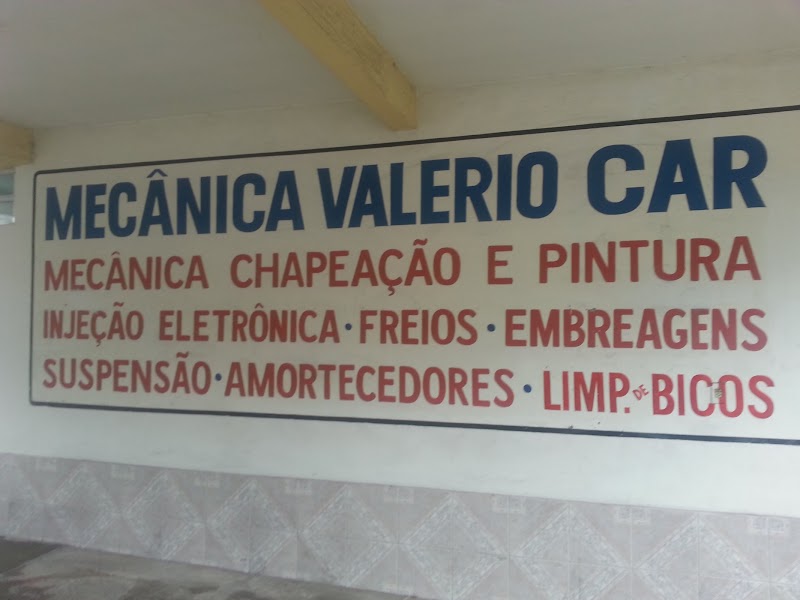 MECÂNICA VALERIO CAR
MECÂNICA CHAPEAÇÃO E PINTURA
INJEÇÃO ELETRÔNICA · FREIOS · EMBREAGENS
SUSPENSÃO · AMORTECEDORES · LIMP. DE BICOS